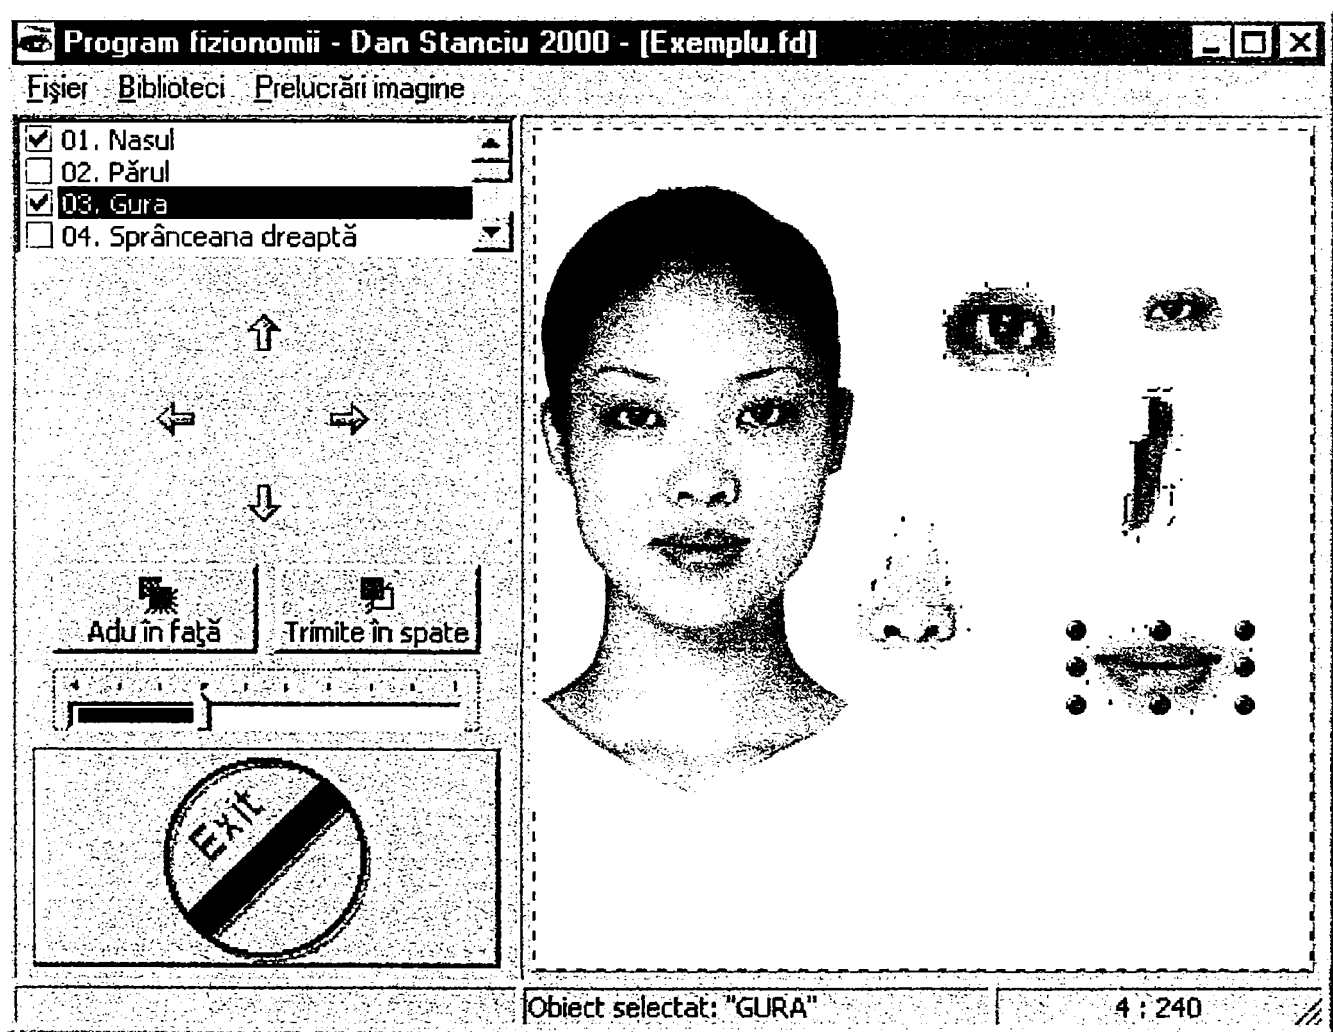 Program fizionomii - Dan Stanciu 2000 - [Exemplu.fd]
Fişier Biblioteci Prelucrări imagine
01. Nasul
02. Părul
03. Gura
04. Sprânceana dreaptă
Adu în faţă Trimite în spate
Exit
Obiect selectat: "GURA" 4 : 240